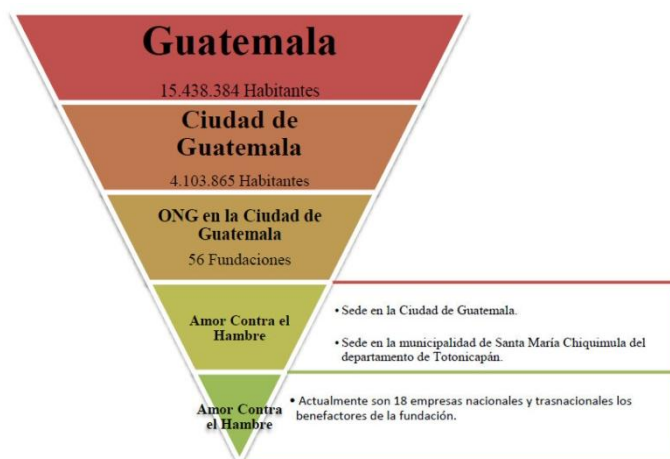 Guatemala
15.438.384 Habitantes
Ciudad de
Guatemala
4.103.865 Habitantes
ONG en la Ciudad de
Guatemala
56 Fundaciones
Amor Contra el
Hambre
• Sede en la Ciudad de Guatemala.
• Sede en la municipalidad de Santa María Chiquimula del
departamento de Totonicapán.
Amor Contra
el Hambre
• Actualmente son 18 empresas nacionales y trasnacionales los
benefactores de la fundación.